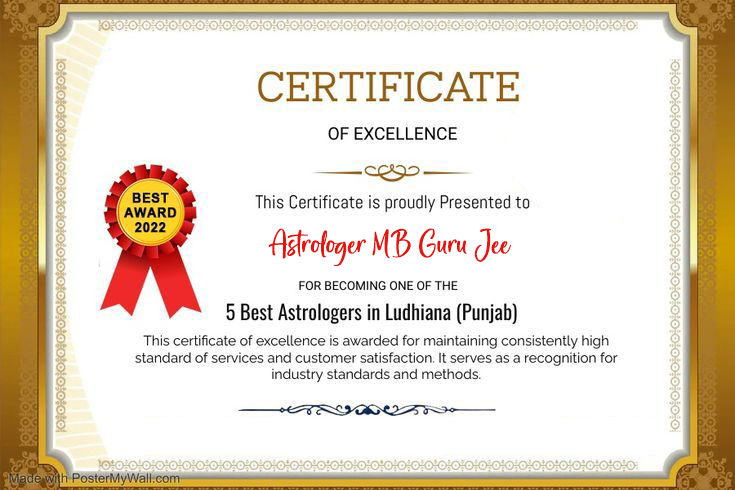 CERTIFICATE
OF EXCELLENCE
This Certificate is proudly Presented to
Astrologer MB Guru Jee
FOR BECOMING ONE OF THE
5 Best Astrologers in Ludhiana (Punjab)
This certificate of excellence is awarded for maintaining consistently high
standard of services and customer satisfaction. It serves as a recognition for
industry standards and methods.
BEST
AWARD
2022
Made with PosterMyWall.com